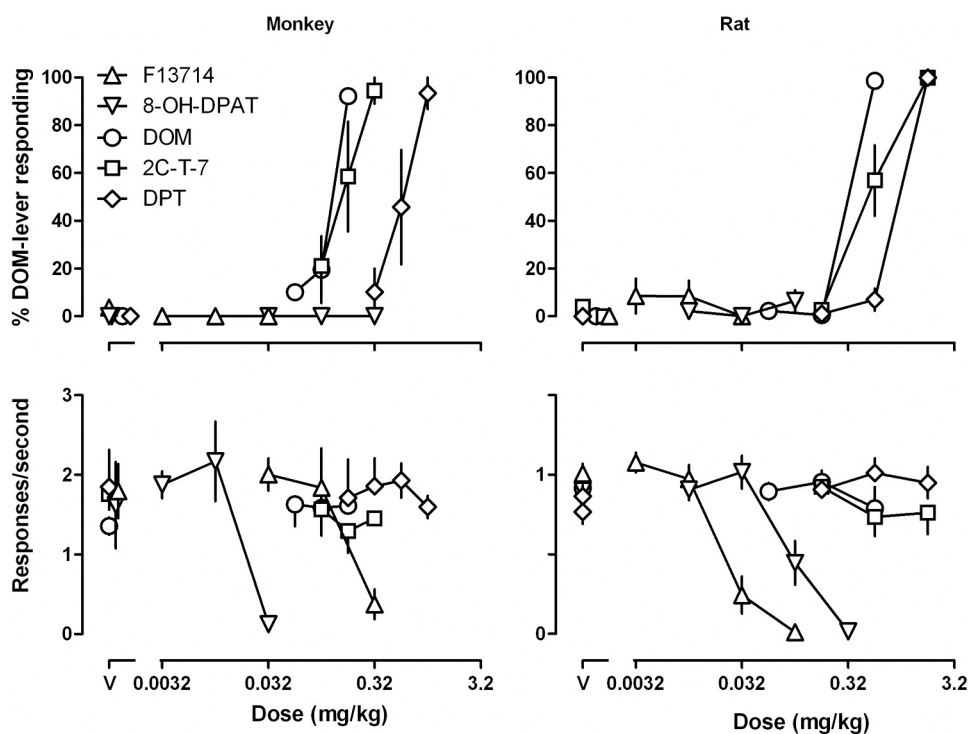 Monkey
Rat
100
80
60
40
20
0
% DOM-lever responding
F13714
8-OH-DPAT
DOM
2C-T-7
DPT
100
80
60
40
20
0
3
2
1
0
Responses/second
1
0
V 0.0032 0.032 0.32 3.2
Dose (mg/kg)
V 0.0032 0.032 0.32 3.2
Dose (mg/kg)